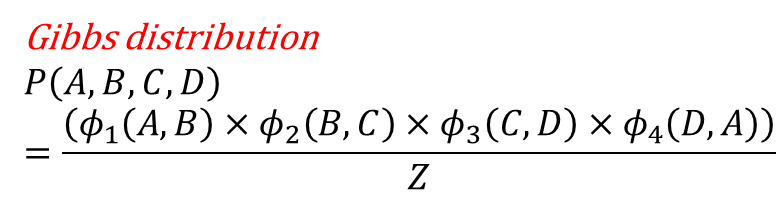 Gibbs distribution
P(A, B, C, D)
= (ϕ₁(A, B) × ϕ₂(B, C) × ϕ₃(C, D) × ϕ₄(D, A))
Z